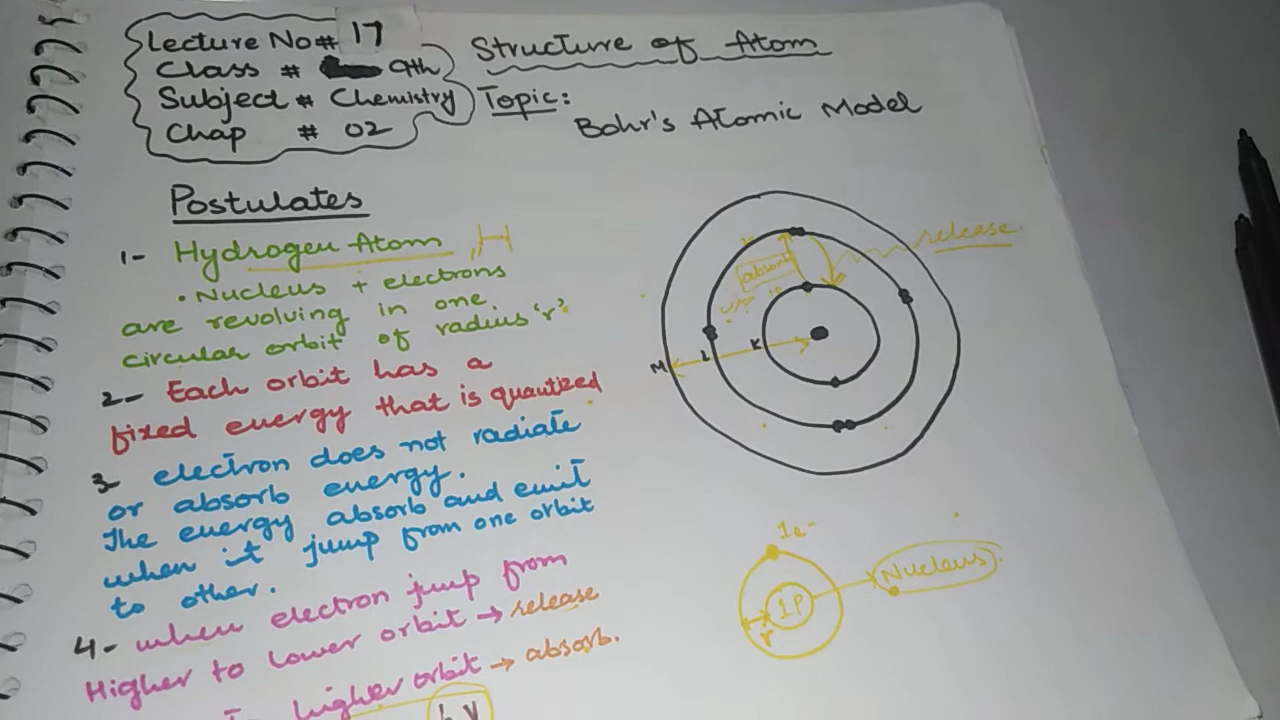 Lecture No# 17
Class # 9th
Subject # Chemistry
Chap # 02
Structure of Atom
Topic:
Bohr's Atomic Model
Postulates
1- Hydrogen Atom, H
• Nucleus + electrons
are revolving in one
circular orbit of radius 'r'
2- Each orbit has a
fixed energy that is quantized
3- electron does not radiate
or absorb energy.
The energy absorb and emit
when it jump from one orbit
to other.
4- when electron jump from
Higher to Lower orbit → release
higher orbit → absorb.
release
absorb
جذب
M L K
1e⁻
1P
Nucleus
r